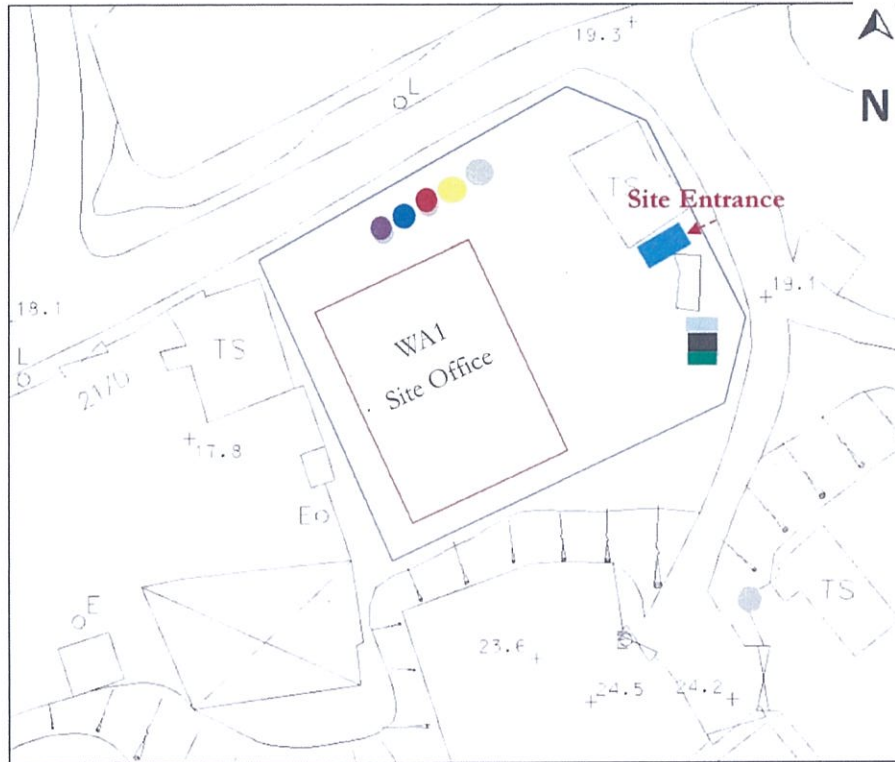 19.3
L
N
TS
Site Entrance
19.1
18.1
TS
L
WA1
Site Office
17.8
E
TS
E
23.6
24.5
24.2